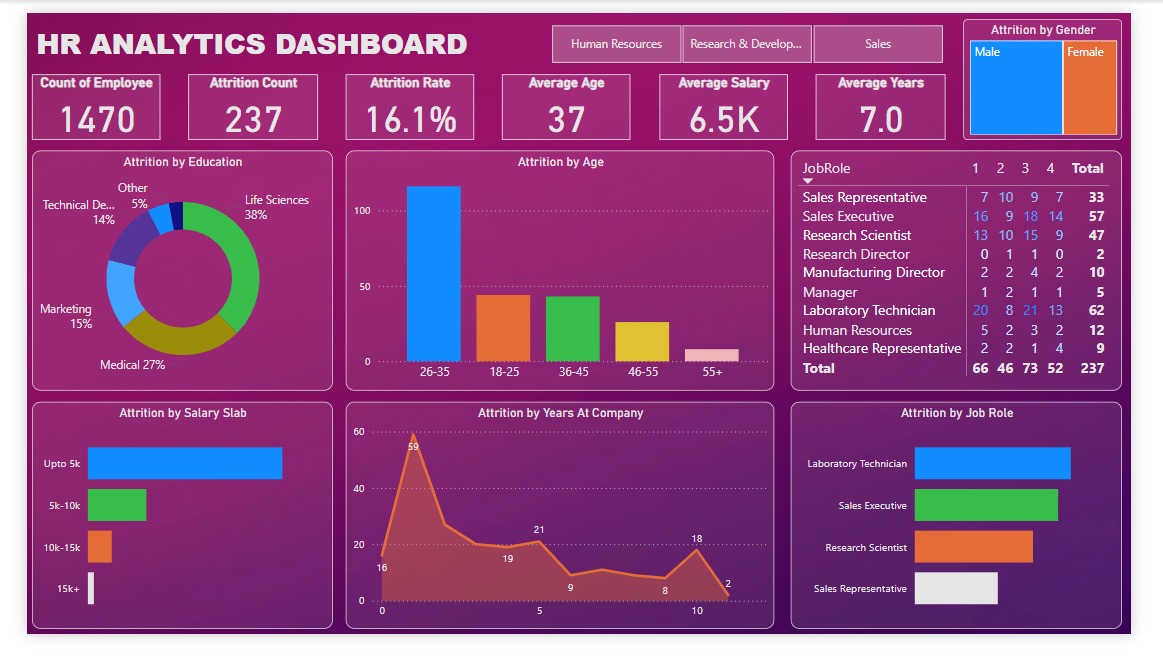 HR ANALYTICS DASHBOARD
Human Resources
Research & Develop...
Sales
Attrition by Gender
Male
Female
Count of Employee
1470
Attrition Count
237
Attrition Rate
16.1%
Average Age
37
Average Salary
6.5K
Average Years
7.0
Attrition by Education
Other
5%
Technical De...
14%
Life Sciences
38%
Marketing
15%
Medical 27%
Attrition by Age
100
50
0
26-35 18-25 36-45 46-55 55+
JobRole 1 2 3 4 Total
Sales Representative 7 10 9 7 33
Sales Executive 16 9 18 14 57
Research Scientist 13 10 15 9 47
Research Director 0 1 1 0 2
Manufacturing Director 2 2 4 2 10
Manager 1 2 1 1 5
Laboratory Technician 20 8 21 13 62
Human Resources 5 2 3 2 12
Healthcare Representative 2 2 1 4 9
Total 66 46 73 52 237
Attrition by Salary Slab
Upto 5k
5k-10k
10k-15k
15k+
Attrition by Years At Company
60
59
40
21
18
20
19
16
9
8
2
0
0 5 10
Attrition by Job Role
Laboratory Technician
Sales Executive
Research Scientist
Sales Representative